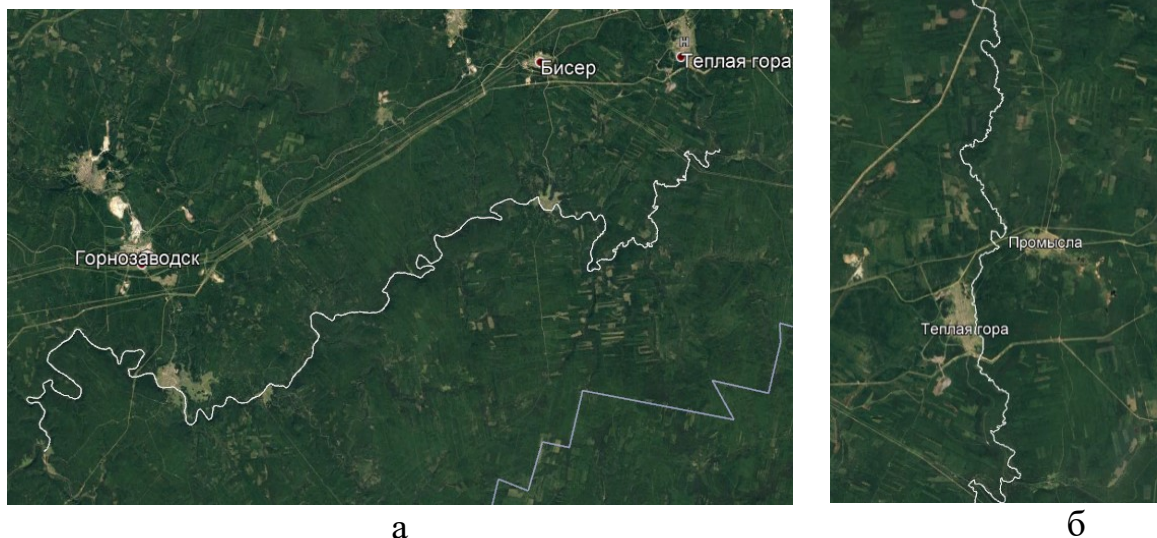 Бисер
Теплая гора
Горнозаводск
Промысла
Теплая гора
а
б